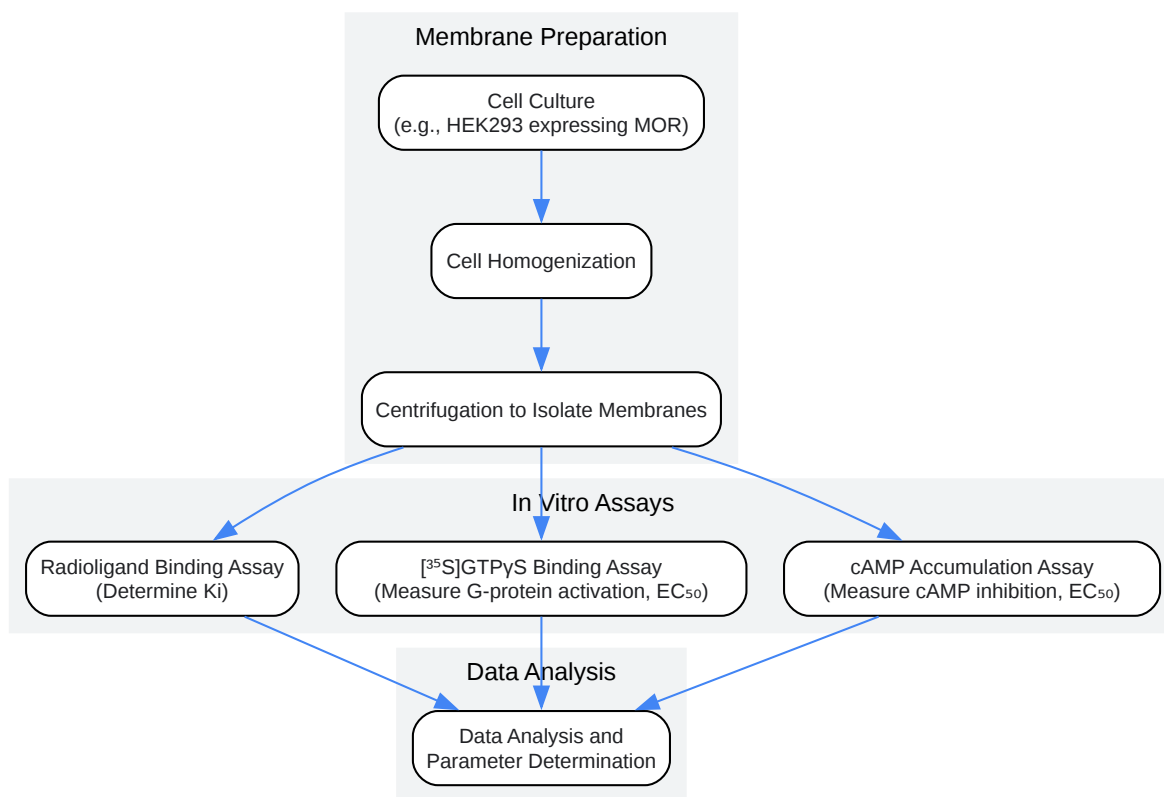 Membrane Preparation
Cell Culture
(e.g., HEK293 expressing MOR)
Cell Homogenization
Centrifugation to Isolate Membranes
In Vitro Assays
Radioligand Binding Assay
(Determine Ki)
[³⁵S]GTPγS Binding Assay
(Measure G-protein activation, EC₅₀)
cAMP Accumulation Assay
(Measure cAMP inhibition, EC₅₀)
Data Analysis
Data Analysis and
Parameter Determination